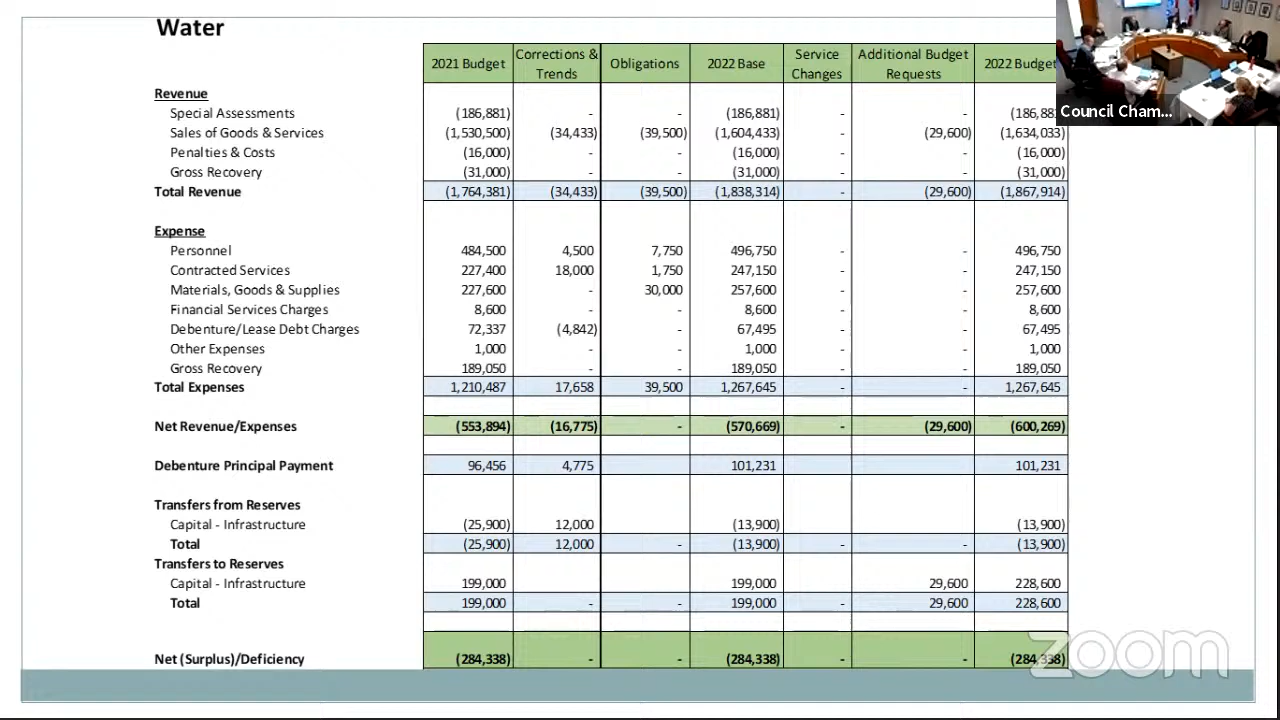 Water
2021 Budget Corrections & Trends Obligations 2022 Base Service Changes Additional Budget Requests 2022 Budget
Council Cham...
Revenue
Special Assessments (186,881) - - (186,881) - -
Sales of Goods & Services (1,530,500) (34,433) (39,500) (1,604,433) - (29,600) (1,634,033)
Penalties & Costs (16,000) - - (16,000) - - (16,000)
Gross Recovery (31,000) - - (31,000) - - (31,000)
Total Revenue (1,764,381) (34,433) (39,500) (1,838,314) - (29,600) (1,867,914)
Expense
Personnel 484,500 4,500 7,750 496,750 - - 496,750
Contracted Services 227,400 18,000 1,750 247,150 - - 247,150
Materials, Goods & Supplies 227,600 - 30,000 257,600 - - 257,600
Financial Services Charges 8,600 - - 8,600 - - 8,600
Debenture/Lease Debt Charges 72,337 (4,842) - 67,495 - - 67,495
Other Expenses 1,000 - - 1,000 - - 1,000
Gross Recovery 189,050 - - 189,050 - - 189,050
Total Expenses 1,210,487 17,658 39,500 1,267,645 - - 1,267,645
Net Revenue/Expenses (553,894) (16,775) - (570,669) - (29,600) (600,269)
Debenture Principal Payment 96,456 4,775 101,231 101,231
Transfers from Reserves
Capital - Infrastructure (25,900) 12,000 (13,900) (13,900)
Total (25,900) 12,000 - (13,900) - - (13,900)
Transfers to Reserves
Capital - Infrastructure 199,000 199,000 29,600 228,600
Total 199,000 - - 199,000 - 29,600 228,600
Net (Surplus)/Deficiency (284,338) - - (284,338) - - (284,338)
zoom